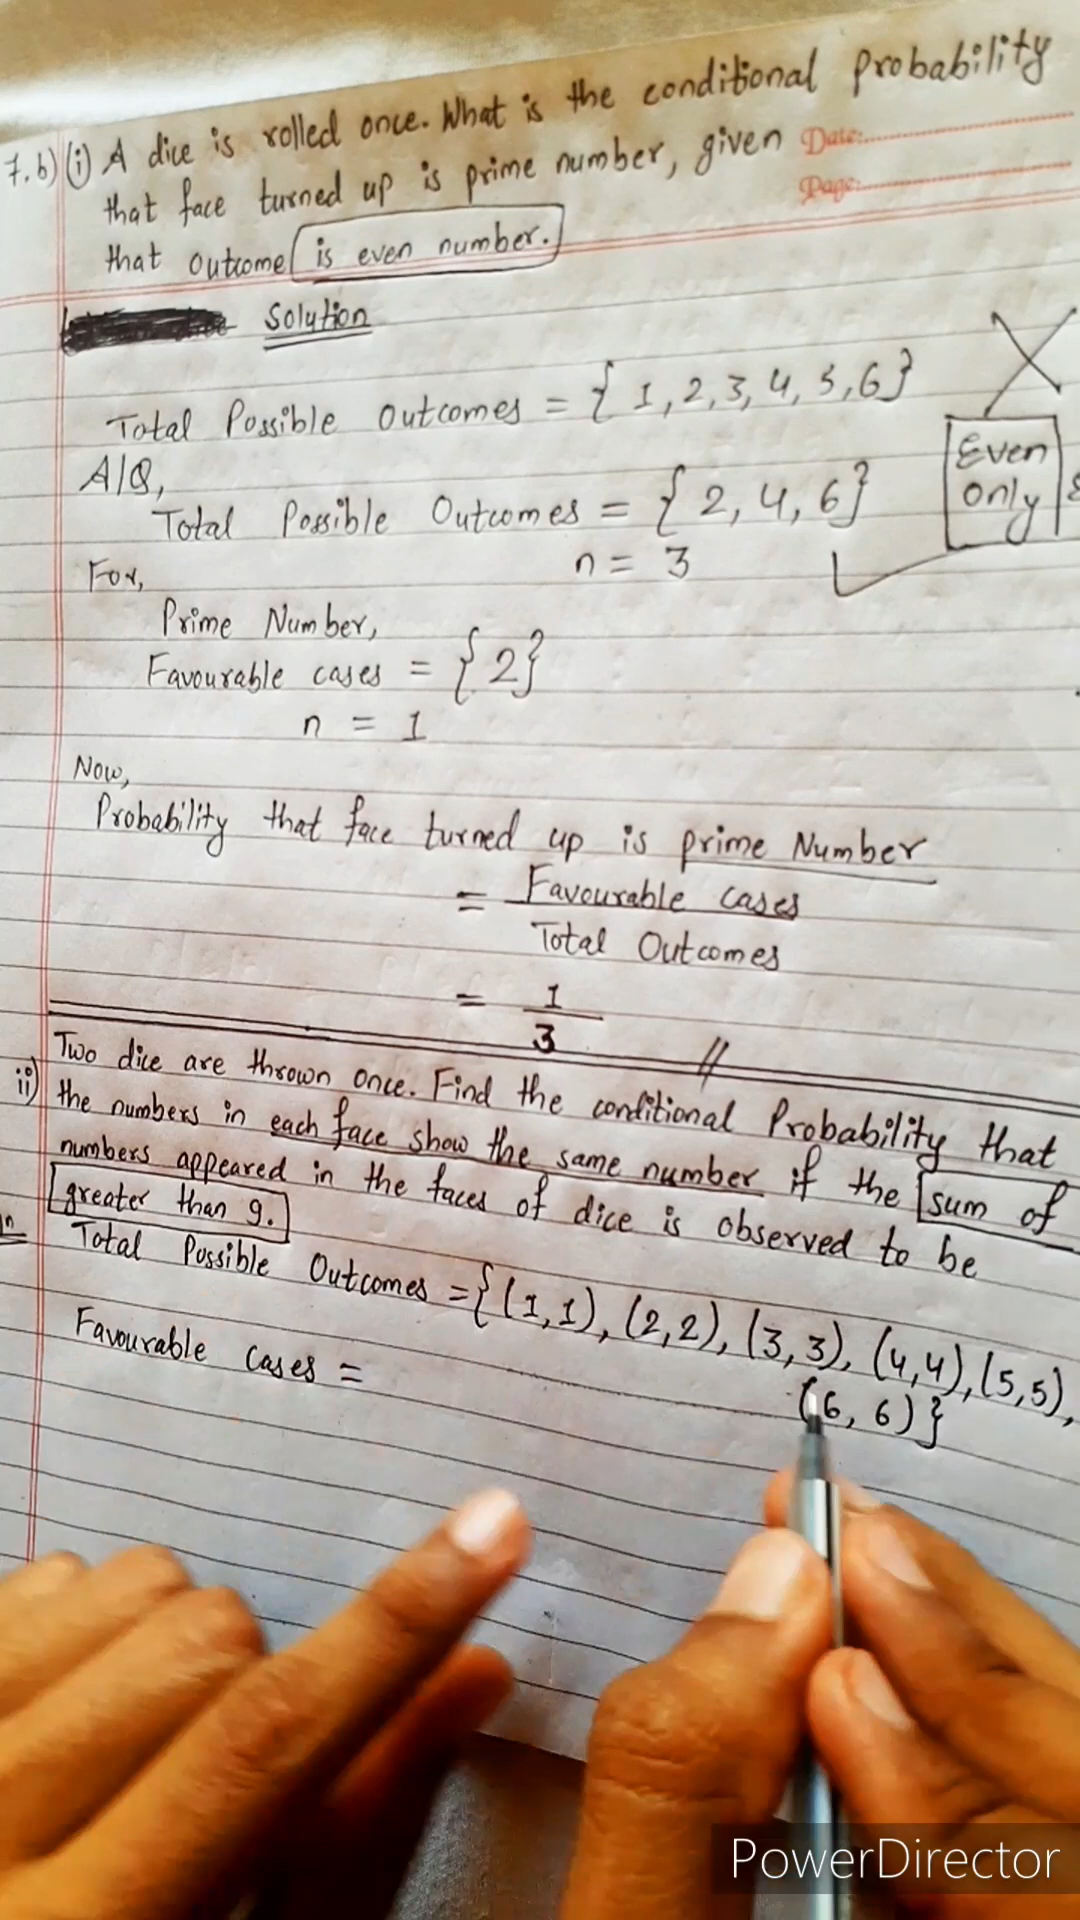 7.b) (i) A dice is rolled once. What is the conditional probability
that face turned up is prime number, given
Date:
Page:
that outcome is even number.
Solution
Total Possible Outcomes = { 1, 2, 3, 4, 5, 6}
A/Q,
Even
Only
Total Possible Outcomes = { 2, 4, 6}
n = 3
For,
Prime Number,
Favourable cases = { 2}
n = 1
Now,
Probability that face turned up is prime Number
= Favourable cases
Total Outcomes
= 1
3 //
ii) Two dice are thrown once. Find the conditional Probability that
the numbers in each face show the same number if the sum of
numbers appeared in the faces of dice is observed to be
greater than 9.
Total Possible Outcomes = { (1,1), (2,2), (3,3), (4,4), (5,5),
(6, 6) }
Favourable cases =
PowerDirector